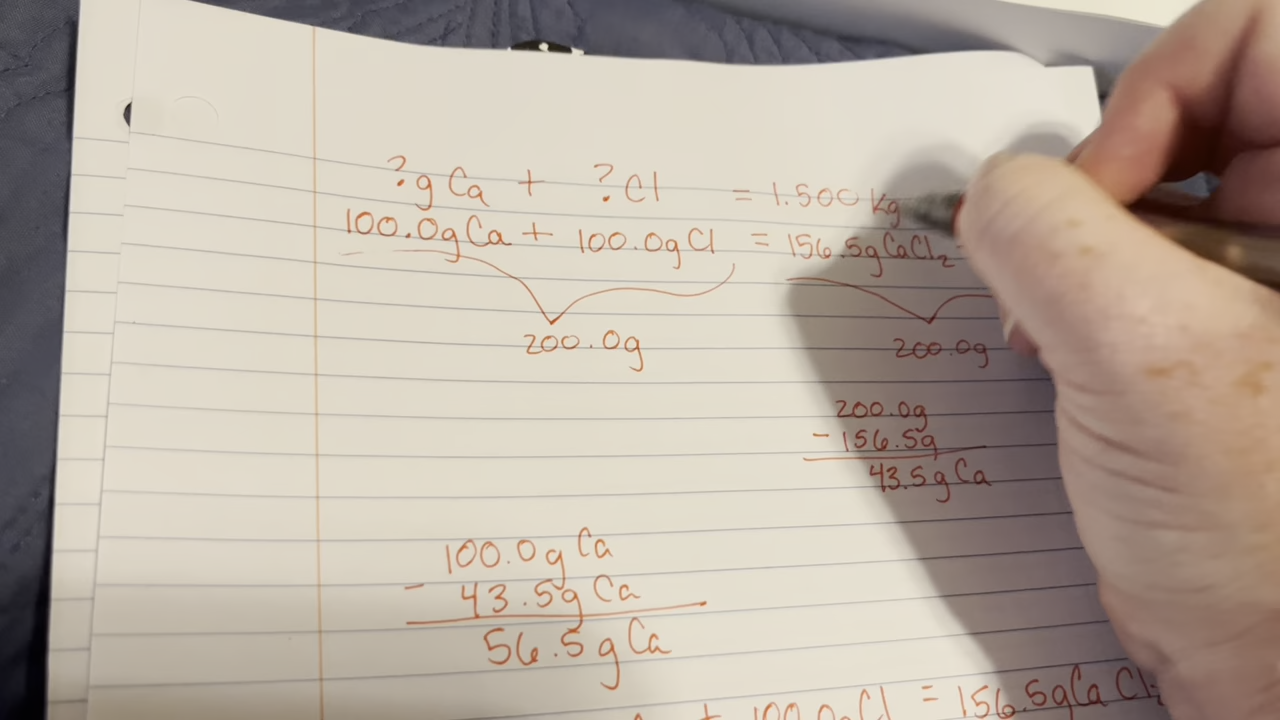 ?g Ca + ? Cl = 1.500 kg
100.0g Ca + 100.0g Cl = 156.5g CaCl₂
200.0g 200.0g
200.0g
- 156.5g
43.5g Ca
100.0g Ca
- 43.5g Ca
56.5g Ca
+ 100.0g Cl = 156.5g CaCl₂